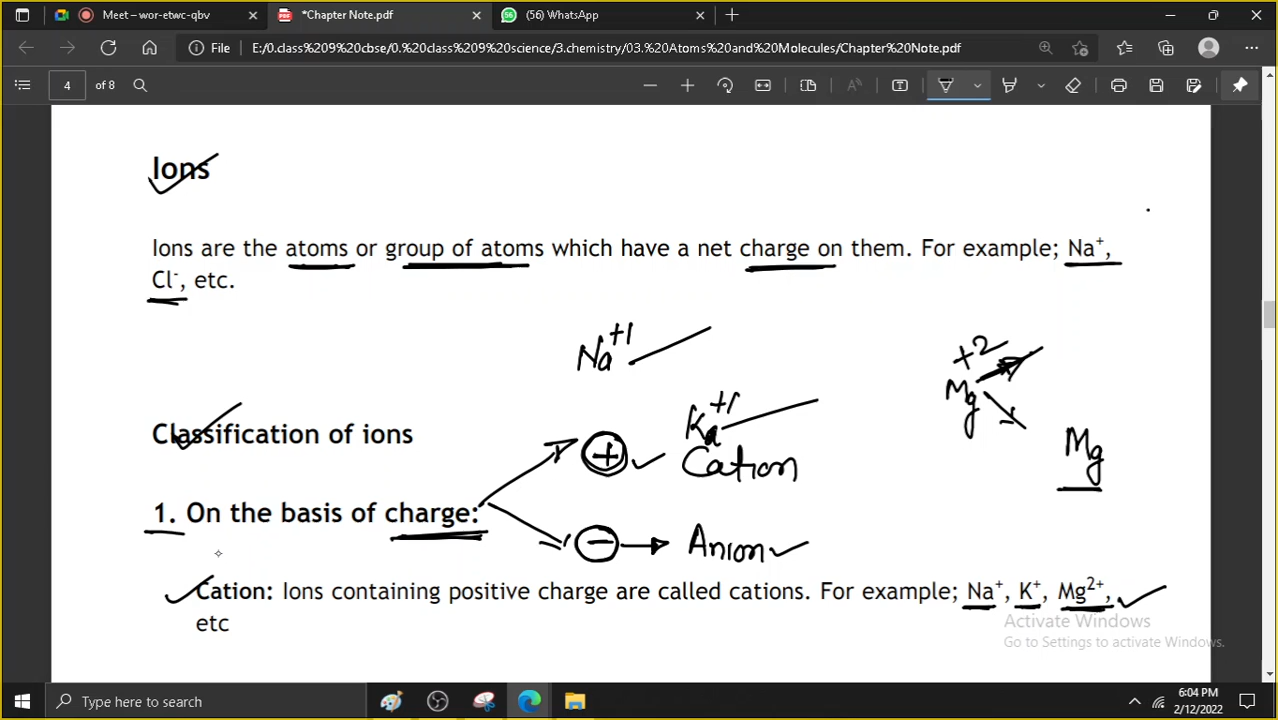 Meet – wor-etwc-qbv
*Chapter Note.pdf
(56) WhatsApp
File
E:/0.class%209%20cbse/0.%20class%209%20science/3.chemistry/03.%20Atoms%20and%20Molecules/Chapter%20Note.pdf
4 of 8
Ions
Ions are the atoms or group of atoms which have a net charge on them. For example; Na⁺,
Cl⁻, etc.
Na+1
+2
Mg
Ka+1
Mg
Classification of ions
+ Cation
1. On the basis of charge:
− Anion
Cation: Ions containing positive charge are called cations. For example; Na⁺, K⁺, Mg²⁺,
etc
Activate Windows
Go to Settings to activate Windows.
Type here to search
6:04 PM
2/12/2022